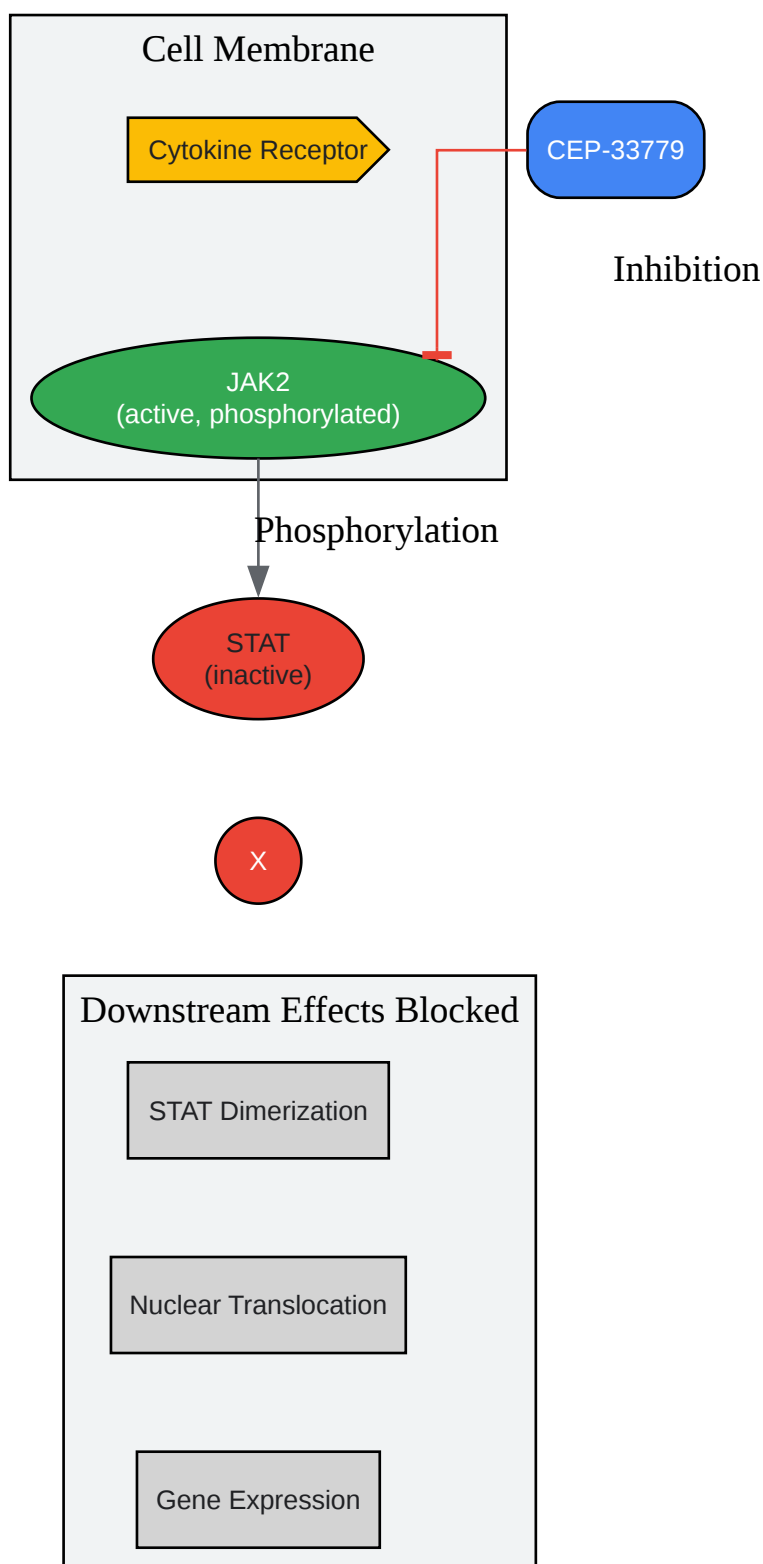 Cell Membrane
Cytokine Receptor
CEP-33779
Inhibition
JAK2
(active, phosphorylated)
Phosphorylation
STAT
(inactive)
X
Downstream Effects Blocked
STAT Dimerization
Nuclear Translocation
Gene Expression